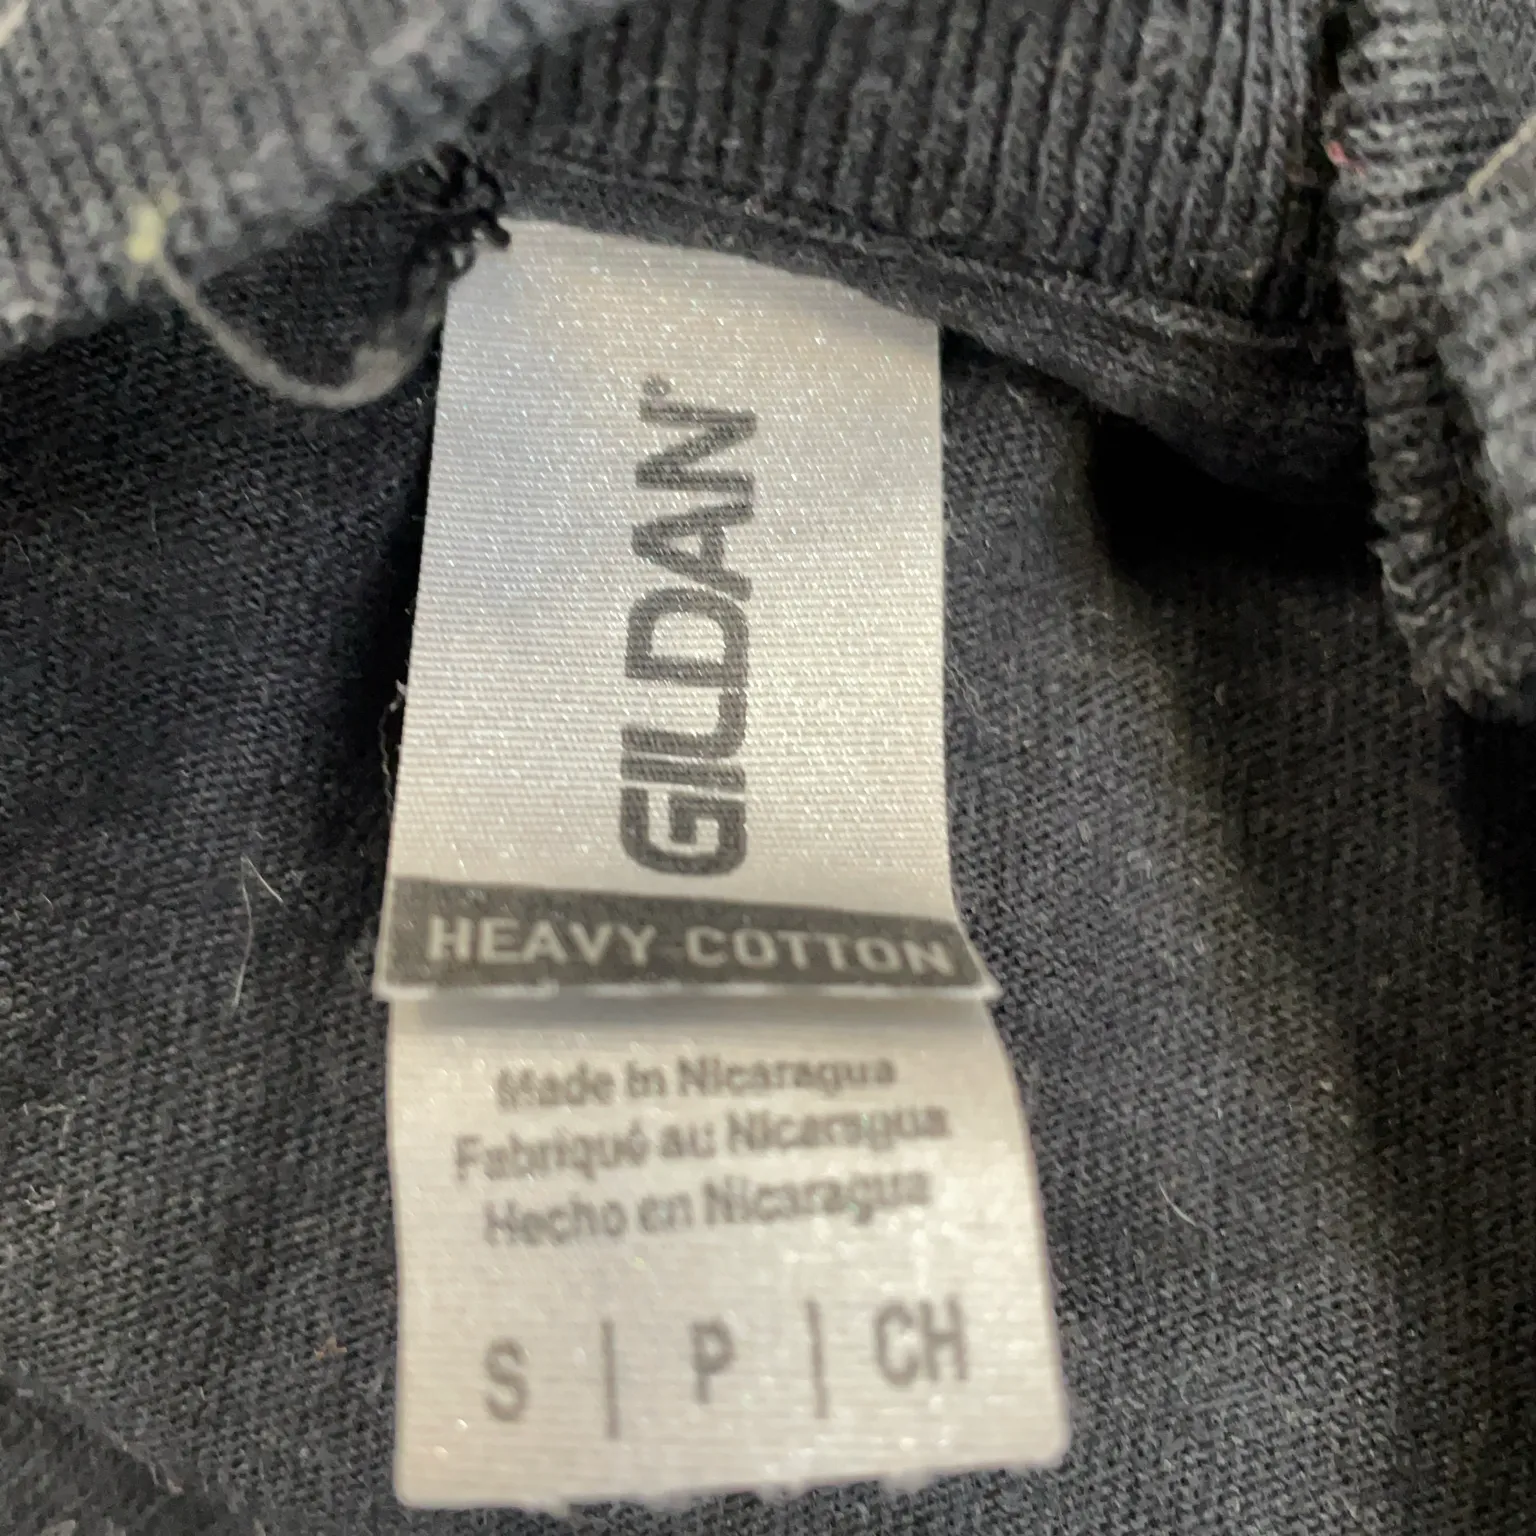 GILDAN®
HEAVY COTTON
Made in Nicaragua
Fabriqué au Nicaragua
Hecho en Nicaragua
S | P | CH